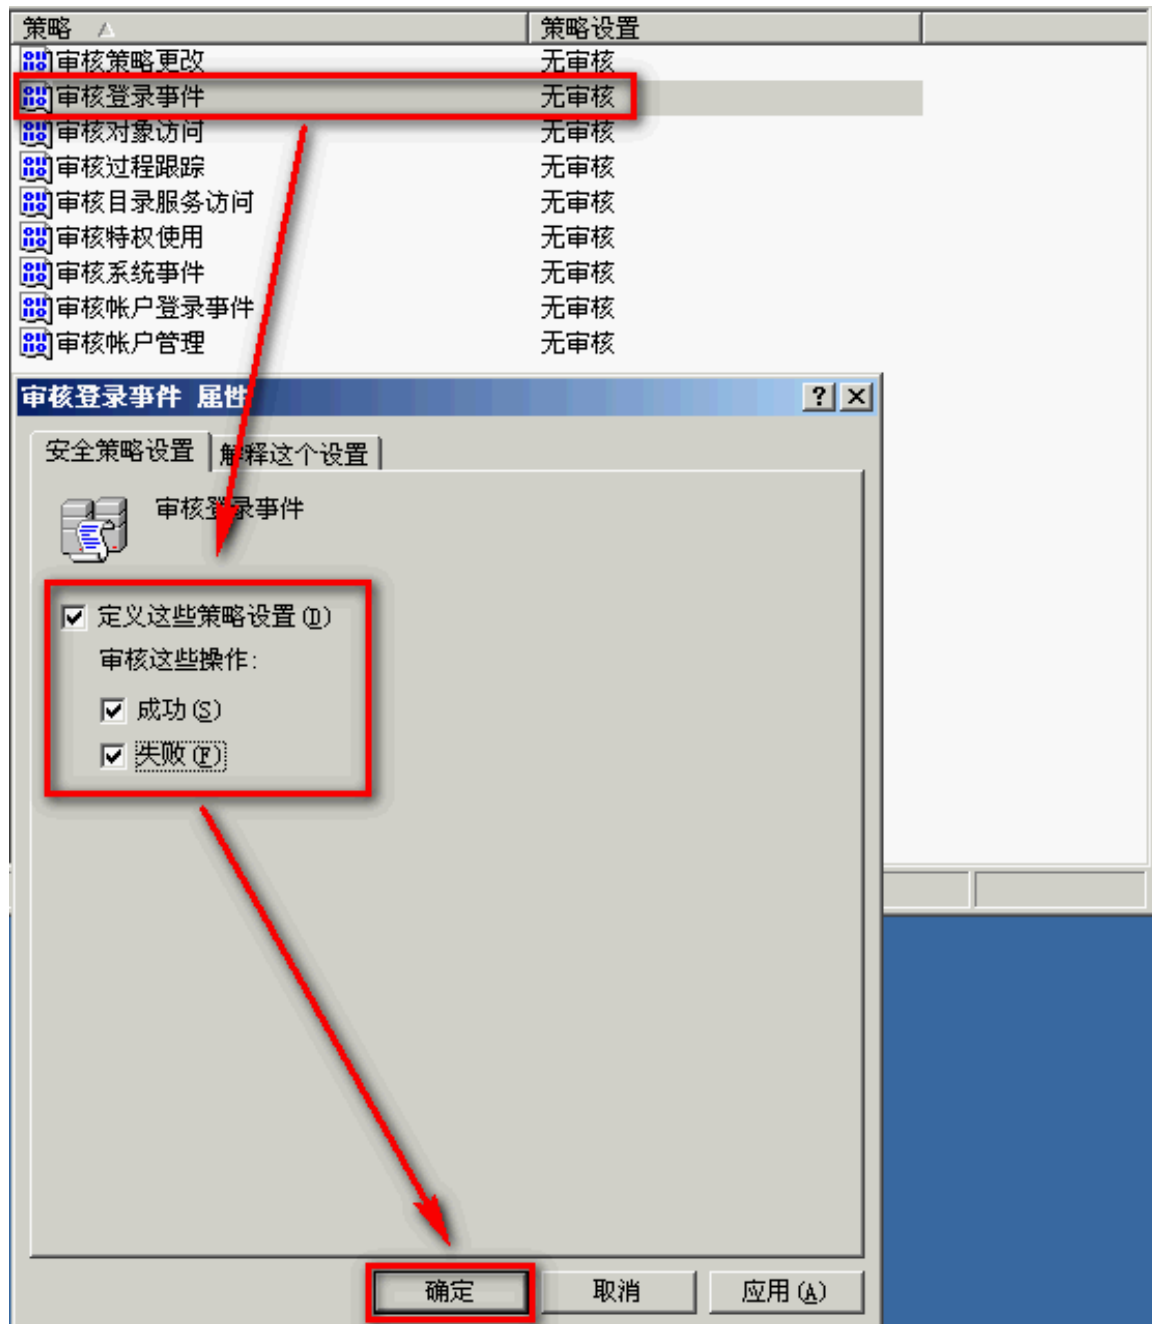 策略 策略设置
审核策略更改 无审核
审核登录事件 无审核
审核对象访问 无审核
审核过程跟踪 无审核
审核目录服务访问 无审核
审核特权使用 无审核
审核系统事件 无审核
审核帐户登录事件 无审核
审核帐户管理 无审核
审核登录事件 属性
安全策略设置 解释这个设置
审核登录事件
定义这些策略设置(D)
审核这些操作:
成功(S)
失败(F)
确定 取消 应用(A)